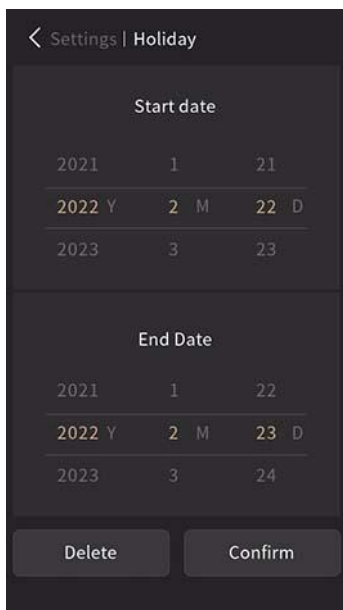 Settings | Holiday
Start date
2021 1 21
2022 Y 2 M 22 D
2023 3 23
End Date
2021 1 22
2022 Y 2 M 23 D
2023 3 24
Delete Confirm